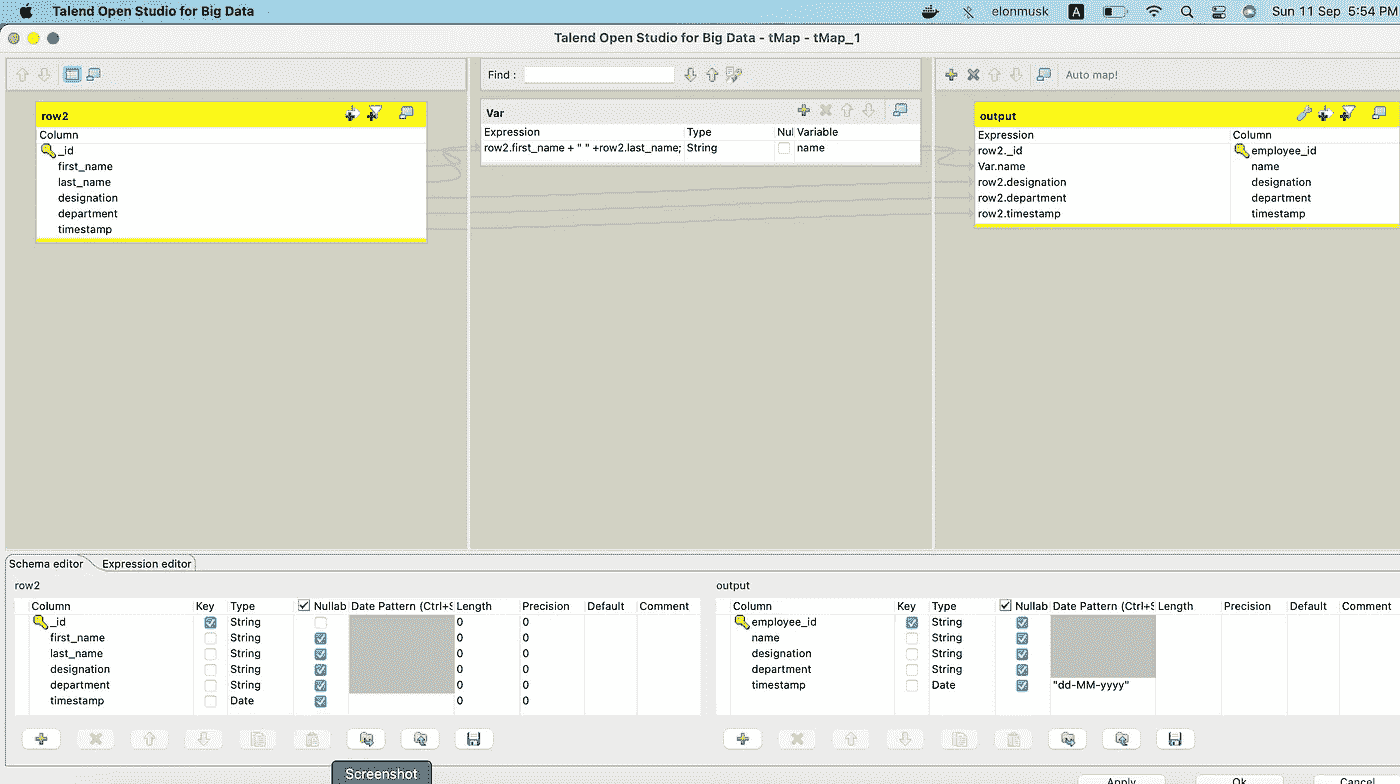 Talend Open Studio for Big Data
elonmusk A Sun 11 Sep 5:54 PM
Talend Open Studio for Big Data - tMap - tMap_1
Find :
Auto map!
row2
Column
_id
first_name
last_name
designation
department
timestamp
Var
Expression Type Nul Variable
row2.first_name + " " +row2.last_name; String name
output
Expression Column
row2._id employee_id
Var.name name
row2.designation designation
row2.department department
row2.timestamp timestamp
Schema editor Expression editor
row2
Column Key Type Nullab Date Pattern (Ctrl+S Length Precision Default Comment
_id String 0 0
first_name String 0 0
last_name String 0 0
designation String 0 0
department String 0 0
timestamp Date 0 0
output
Column Key Type Nullab Date Pattern (Ctrl+S Length Precision Default Comment
employee_id String
name String
designation String
department String
timestamp Date "dd-MM-yyyy"
Screenshot
Apply Ok Cancel